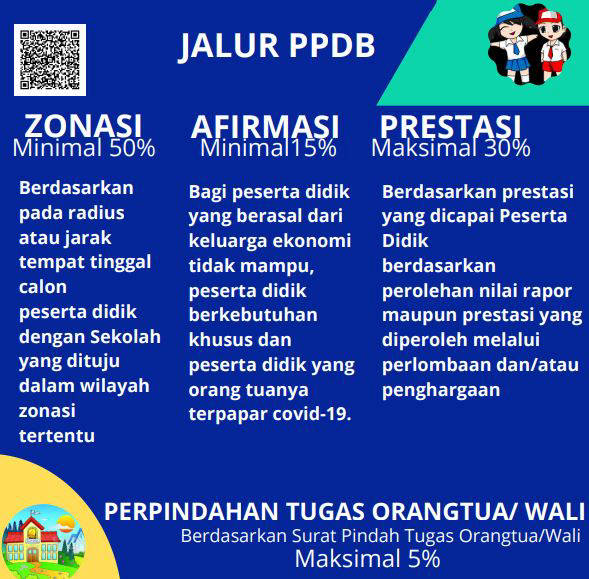 JALUR PPDB
ZONASI
Minimal 50%
Berdasarkan
pada radius
atau jarak
tempat tinggal
calon
peserta didik
dengan Sekolah
yang dituju
dalam wilayah
zonasi
tertentu
AFIRMASI
Minimal15%
Bagi peserta didik
yang berasal dari
keluarga ekonomi
tidak mampu,
peserta didik
berkebutuhan
khusus dan
peserta didik yang
orang tuanya
terpapar covid-19.
PRESTASI
Maksimal 30%
Berdasarkan prestasi
yang dicapai Peserta
Didik
berdasarkan
perolehan nilai rapor
maupun prestasi yang
diperoleh melalui
perlombaan dan/atau
penghargaan
PERPINDAHAN TUGAS ORANGTUA/ WALI
Berdasarkan Surat Pindah Tugas Orangtua/Wali
Maksimal 5%